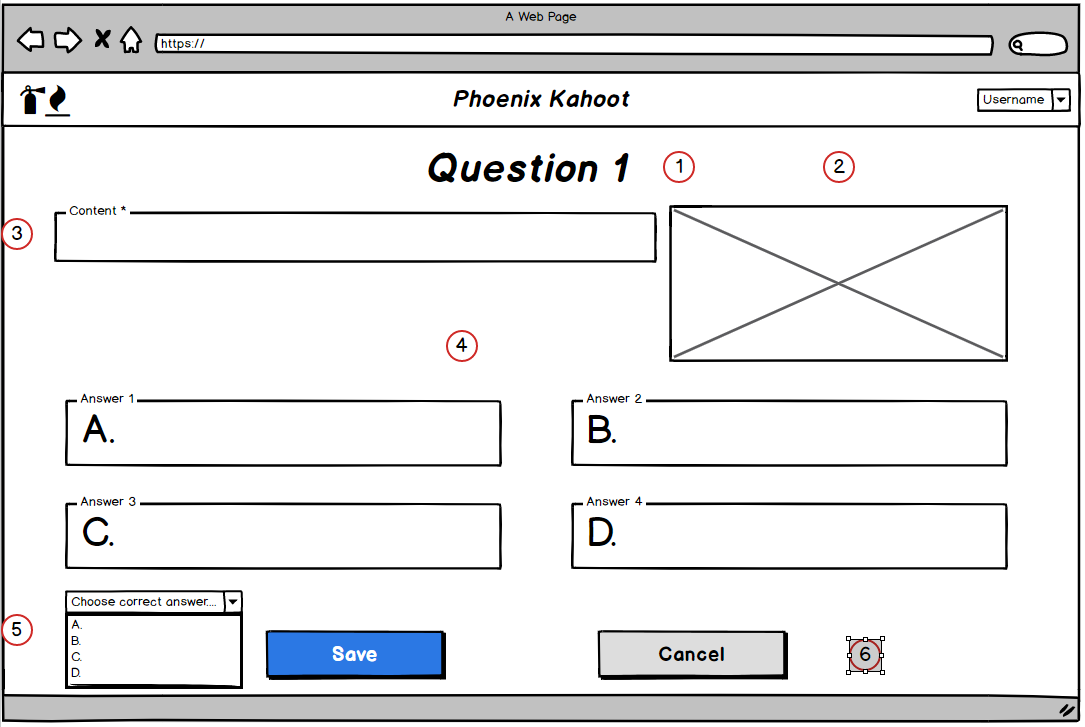 A Web Page
https://
Phoenix Kahoot
Username
Question 1
1
2
Content *
3
4
Answer 1
A.
Answer 2
B.
Answer 3
C.
Answer 4
D.
Choose correct answer....
A.
B.
C.
D.
5
Save
Cancel
6